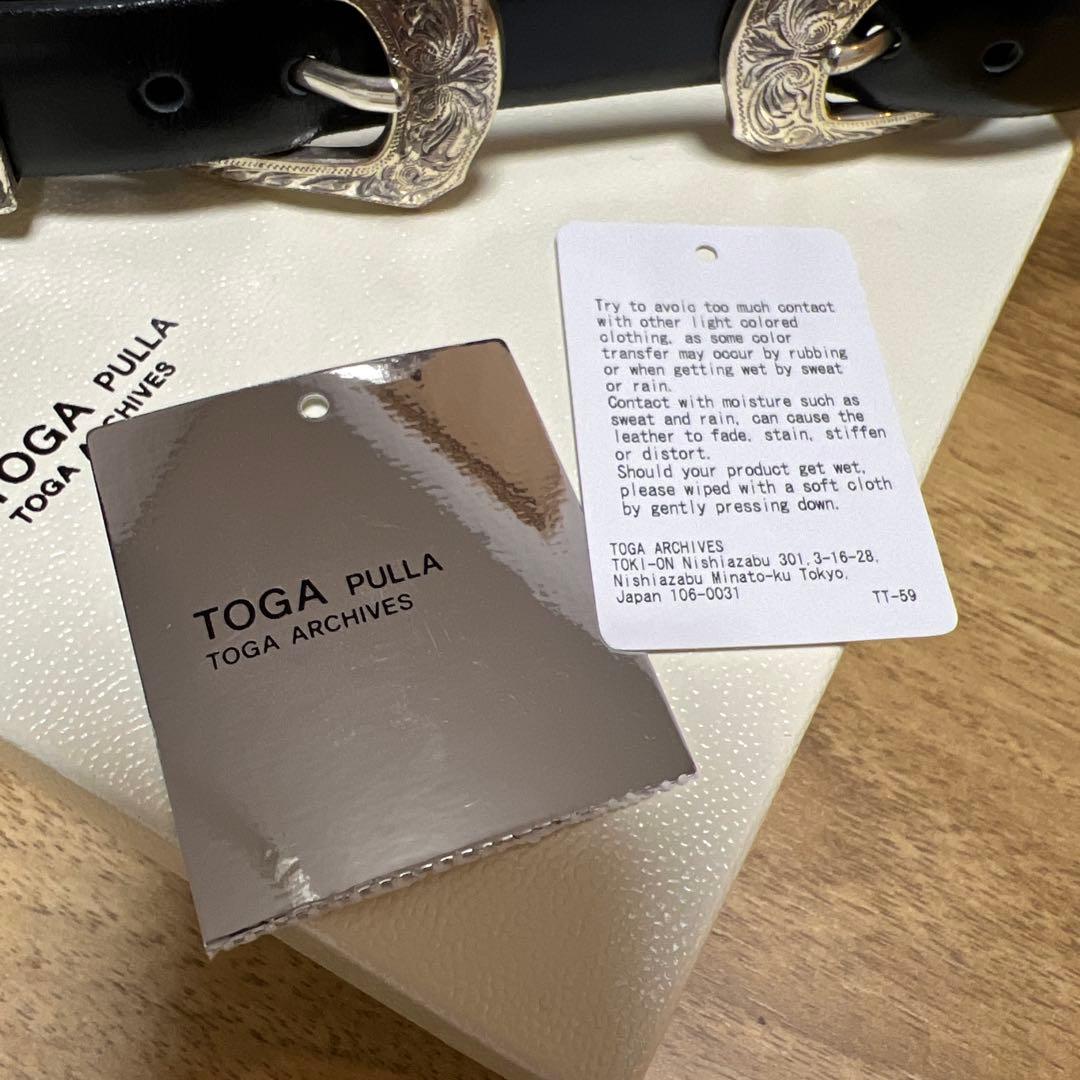 TOGA PULLA
TOGA ARCHIVES
TOGA PULLA
TOGA ARCHIVES
Try to avoid too much contact
with other light colored
clothing, as some color
transfer may occur by rubbing
or when getting wet by sweat
or rain.
Contact with moisture such as
sweat and rain, can cause the
leather to fade, stain, stiffen
or distort.
Should your product get wet,
please wiped with a soft cloth
by gently pressing down.
TOGA ARCHIVES
TOKI-ON Nishiazabu 301,3-16-28,
Nishiazabu Minato-ku Tokyo,
Japan 106-0031 TT-59